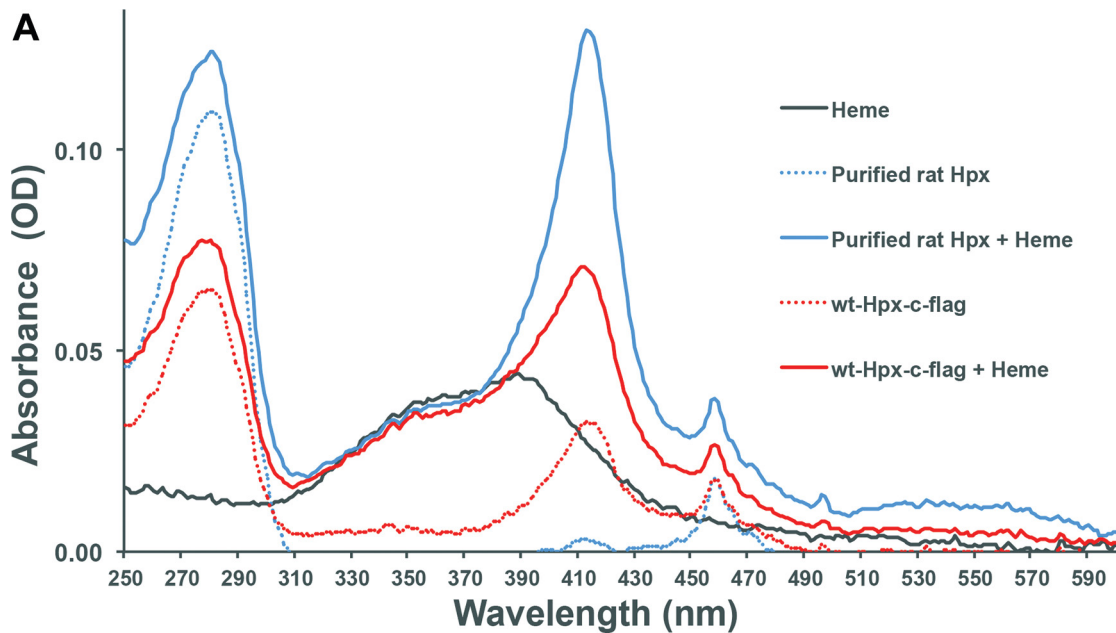 A
Absorbance (OD)
0.10
0.05
0.00
Heme
Purified rat Hpx
Purified rat Hpx + Heme
wt-Hpx-c-flag
wt-Hpx-c-flag + Heme
250 270 290 310 330 350 370 390 410 430 450 470 490 510 530 550 570 590
Wavelength (nm)